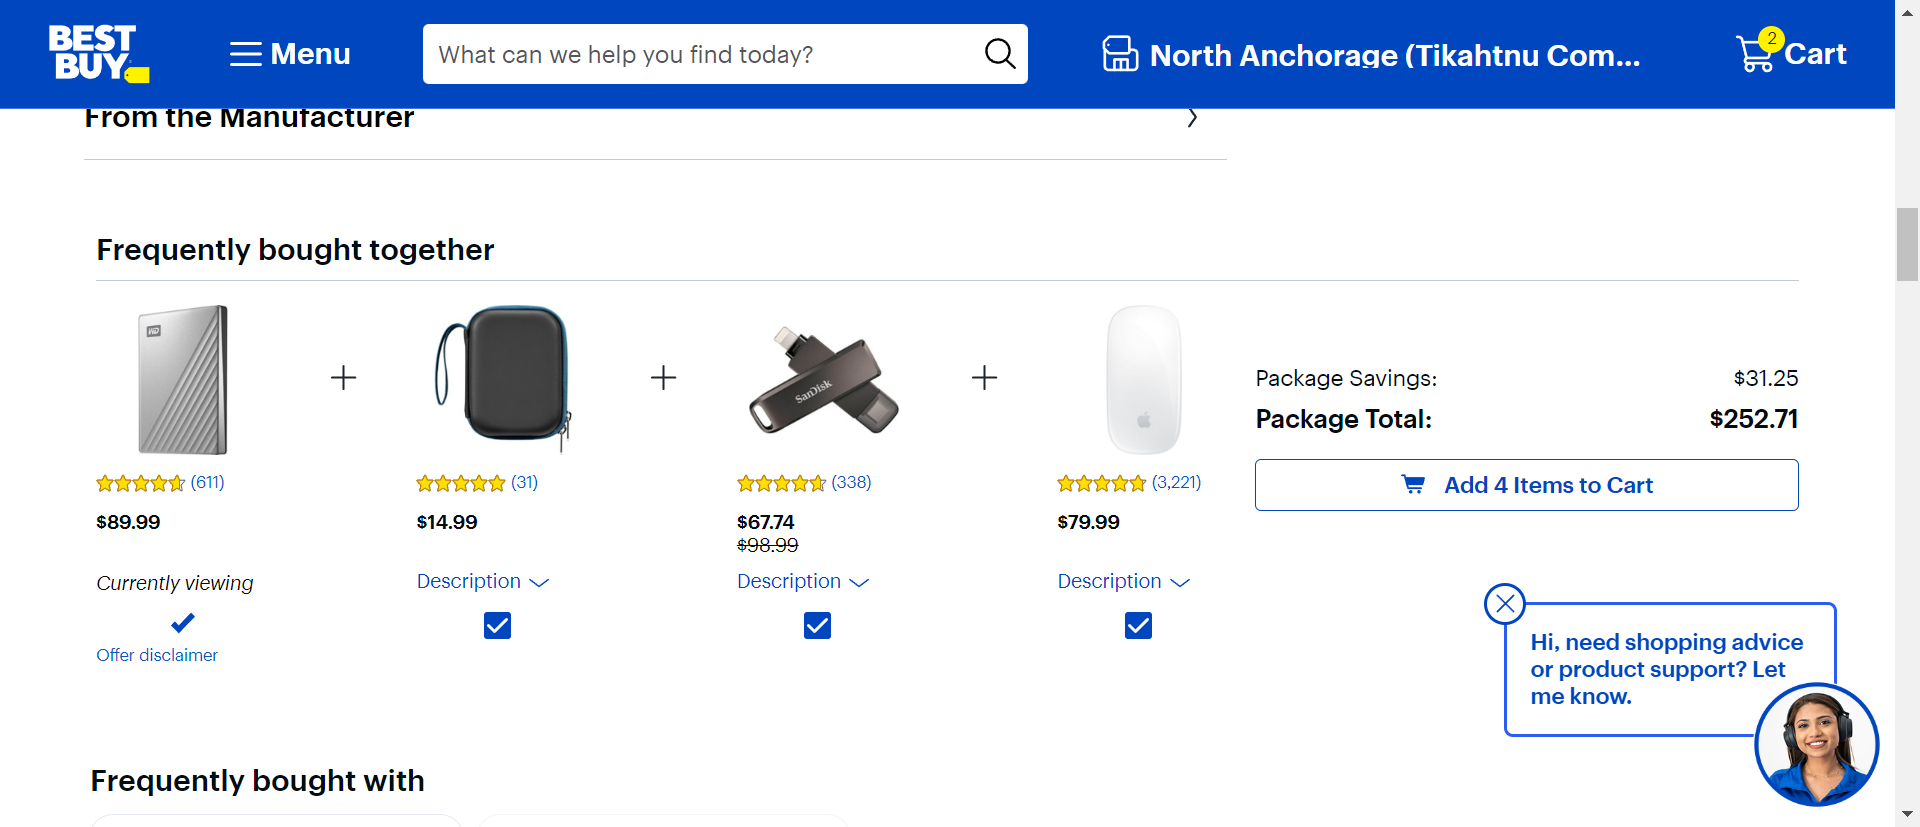 BEST
BUY
Menu
What can we help you find today?
North Anchorage (Tikahtnu Com...
2
Cart
From the Manufacturer
Frequently bought together
WD
SanDisk
(611)
(31)
(338)
(3,221)
$89.99
$14.99
$67.74
$98.99
$79.99
Currently viewing
Description
Description
Description
Offer disclaimer
Package Savings:
$31.25
Package Total:
$252.71
Add 4 Items to Cart
Hi, need shopping advice
or product support? Let
me know.
Frequently bought with